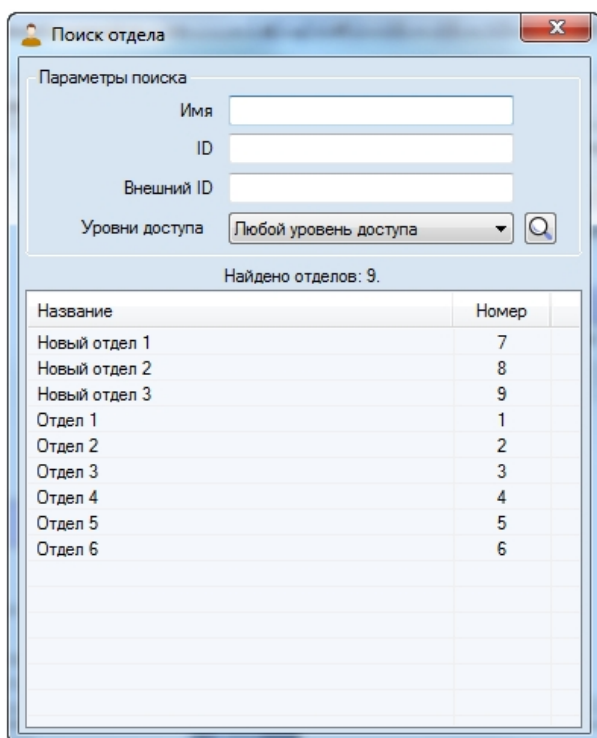 Поиск отдела
Параметры поиска
Имя
ID
Внешний ID
Уровни доступа Любой уровень доступа
Найдено отделов: 9.
Название Номер
Новый отдел 1 7
Новый отдел 2 8
Новый отдел 3 9
Отдел 1 1
Отдел 2 2
Отдел 3 3
Отдел 4 4
Отдел 5 5
Отдел 6 6